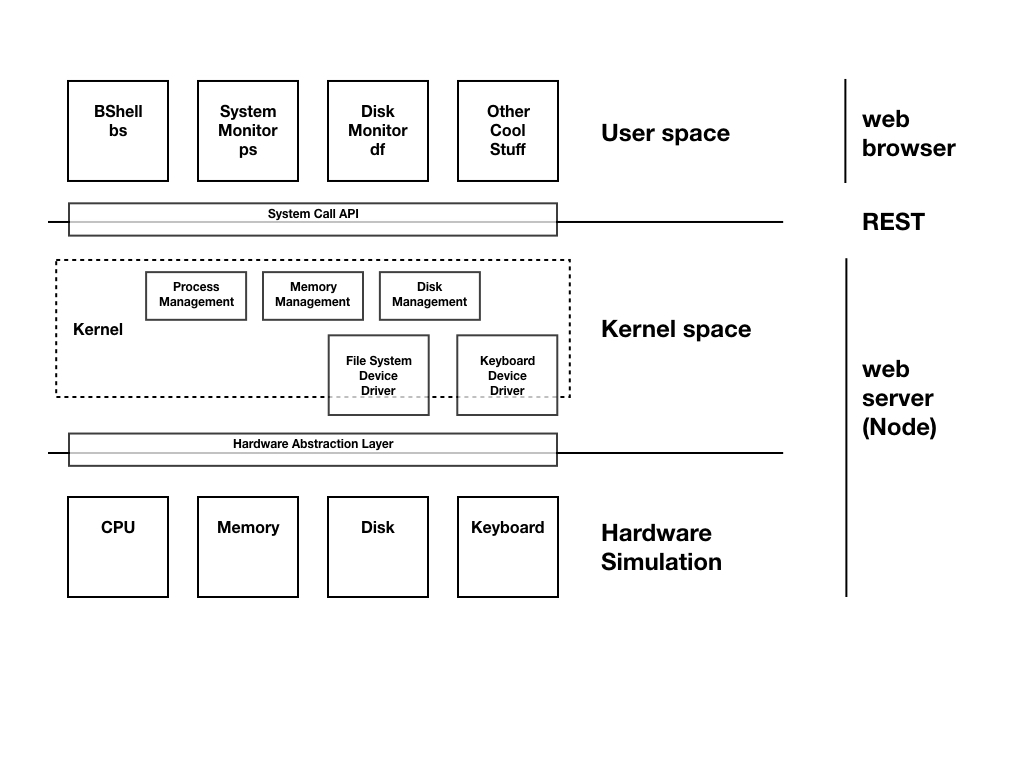 BShell
bs
System
Monitor
ps
Disk
Monitor
df
Other
Cool
Stuff
User space
web
browser
System Call API
REST
Process
Management
Memory
Management
Disk
Management
Kernel
File System
Device
Driver
Keyboard
Device
Driver
Kernel space
web
server
(Node)
Hardware Abstraction Layer
CPU
Memory
Disk
Keyboard
Hardware
Simulation